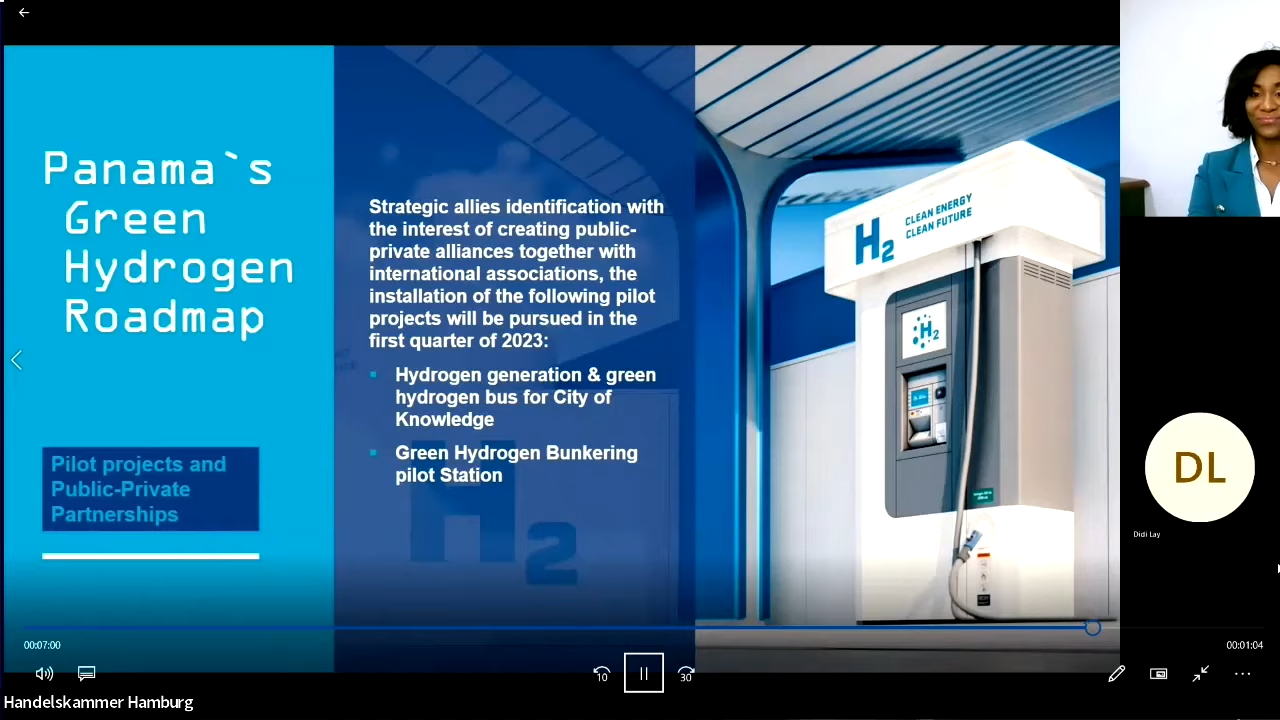 Panama`s
Green
Hydrogen
Roadmap
Pilot projects and
Public-Private
Partnerships
Strategic allies identification with
the interest of creating public-
private alliances together with
international associations, the
installation of the following pilot
projects will be pursued in the
first quarter of 2023:
Hydrogen generation & green
hydrogen bus for City of
Knowledge
Green Hydrogen Bunkering
pilot Station
H2
H2
CLEAN ENERGY
CLEAN FUTURE
H2
DL
Didi Lay
00:07:00
00:01:04
10
30
Handelskammer Hamburg